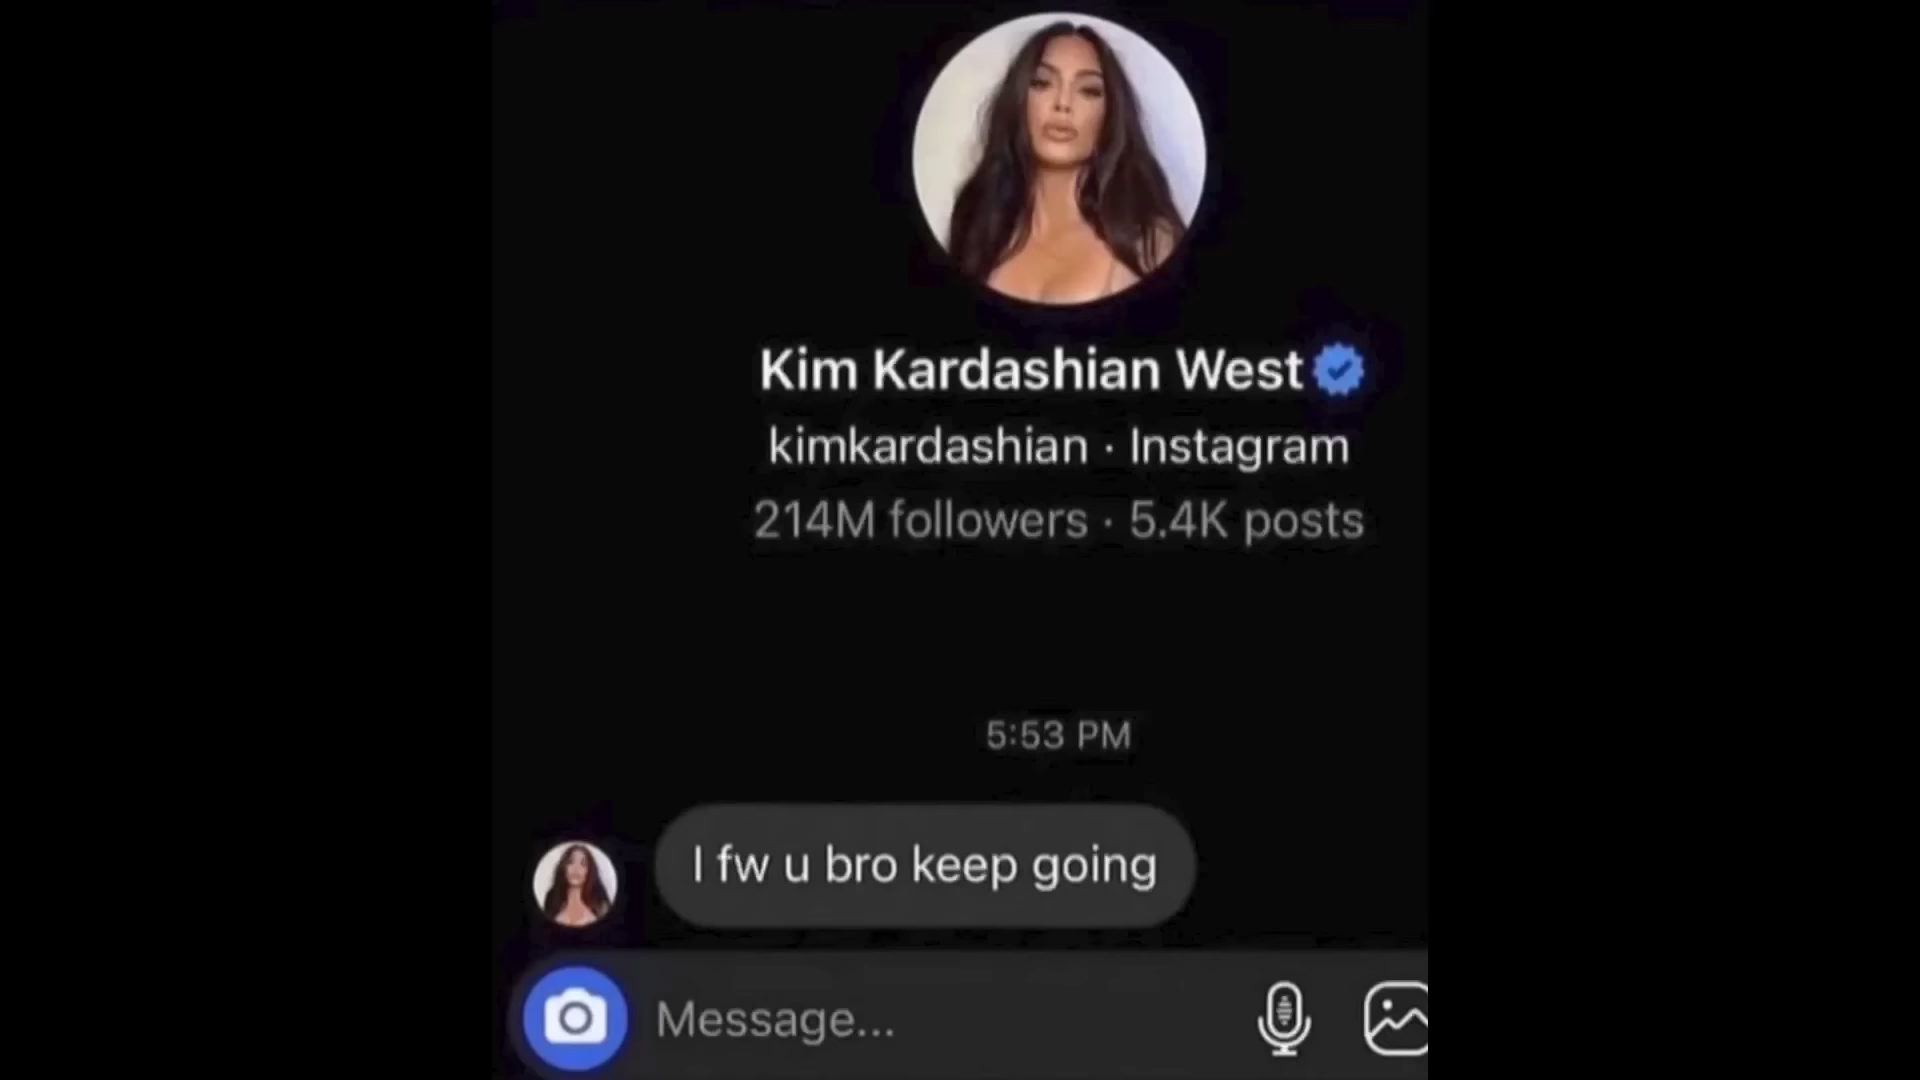 Kim Kardashian West
kimkardashian · Instagram
214M followers · 5.4K posts
5:53 PM
I fw u bro keep going
Message...